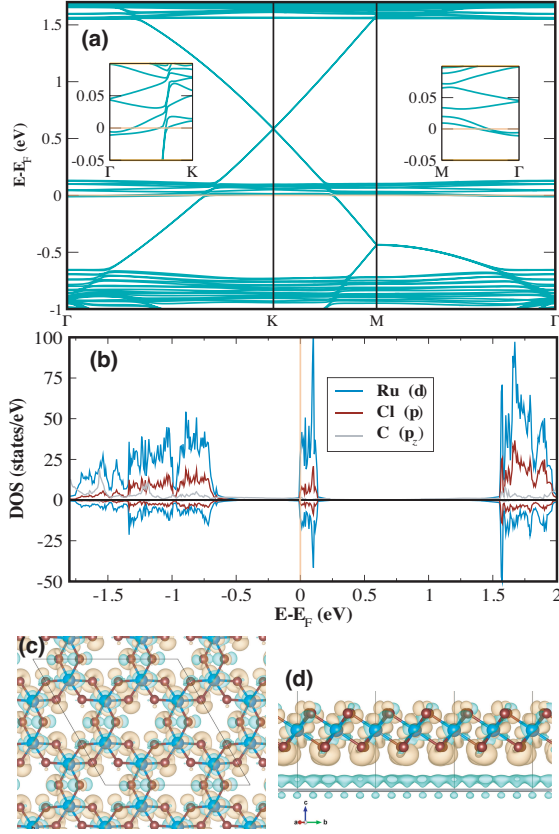 (a)
1.5
1
0.5
0
-0.5
-1
E-E_F (eV)
0.05
0
-0.05
Γ K
0.05
0
-0.05
M Γ
Γ K M Γ
(b)
100
75
50
25
0
-25
-50
DOS (states/eV)
Ru (d)
Cl (p)
C (p_z)
-1.5 -1 -0.5 0 0.5 1 1.5 2
E-E_F (eV)
(c)
(d)
c
a b